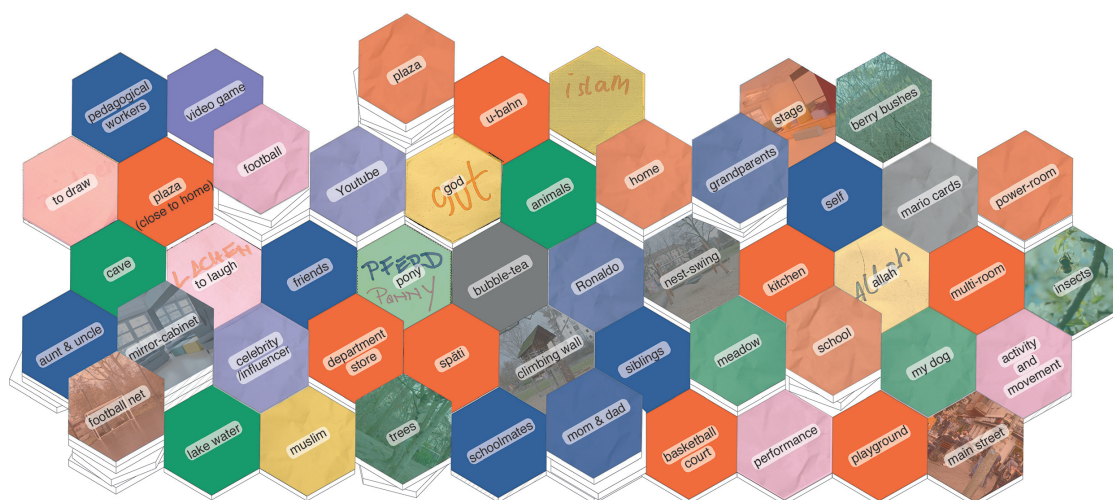 plaza
pedagogical
workers
video game
u-bahn
islam
stage
berry bushes
to draw
plaza
(close to home)
football
Youtube
god
gut
animals
home
grandparents
self
mario cards
power-room
cave
LACHEN
to laugh
friends
PFERD
pony
PONNY
bubble-tea
Ronaldo
nest-swing
kitchen
allah
Allah
multi-room
insects
aunt & uncle
mirror-cabinet
celebrity
/influencer
department
store
späti
climbing wall
siblings
meadow
school
my dog
activity
and
movement
football net
lake water
muslim
trees
schoolmates
mom & dad
basketball
court
performance
playground
main street